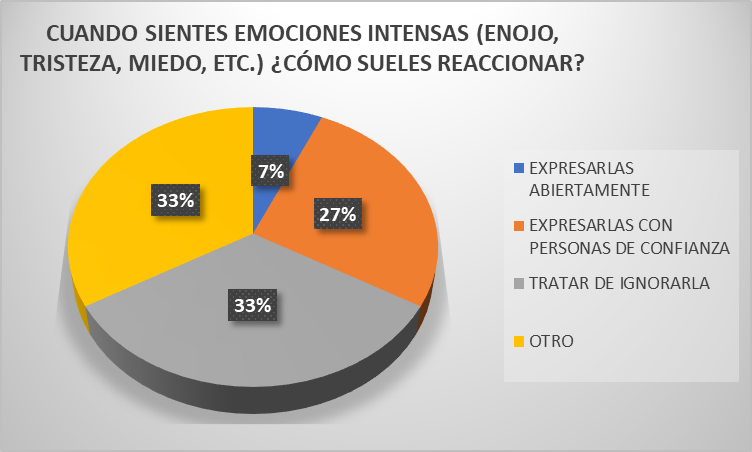 CUANDO SIENTES EMOCIONES INTENSAS (ENOJO,
TRISTEZA, MIEDO, ETC.) ¿CÓMO SUELES REACCIONAR?
7%
27%
33%
33%
EXPRESARLAS
ABIERTAMENTE
EXPRESARLAS CON
PERSONAS DE CONFIANZA
TRATAR DE IGNORARLA
OTRO